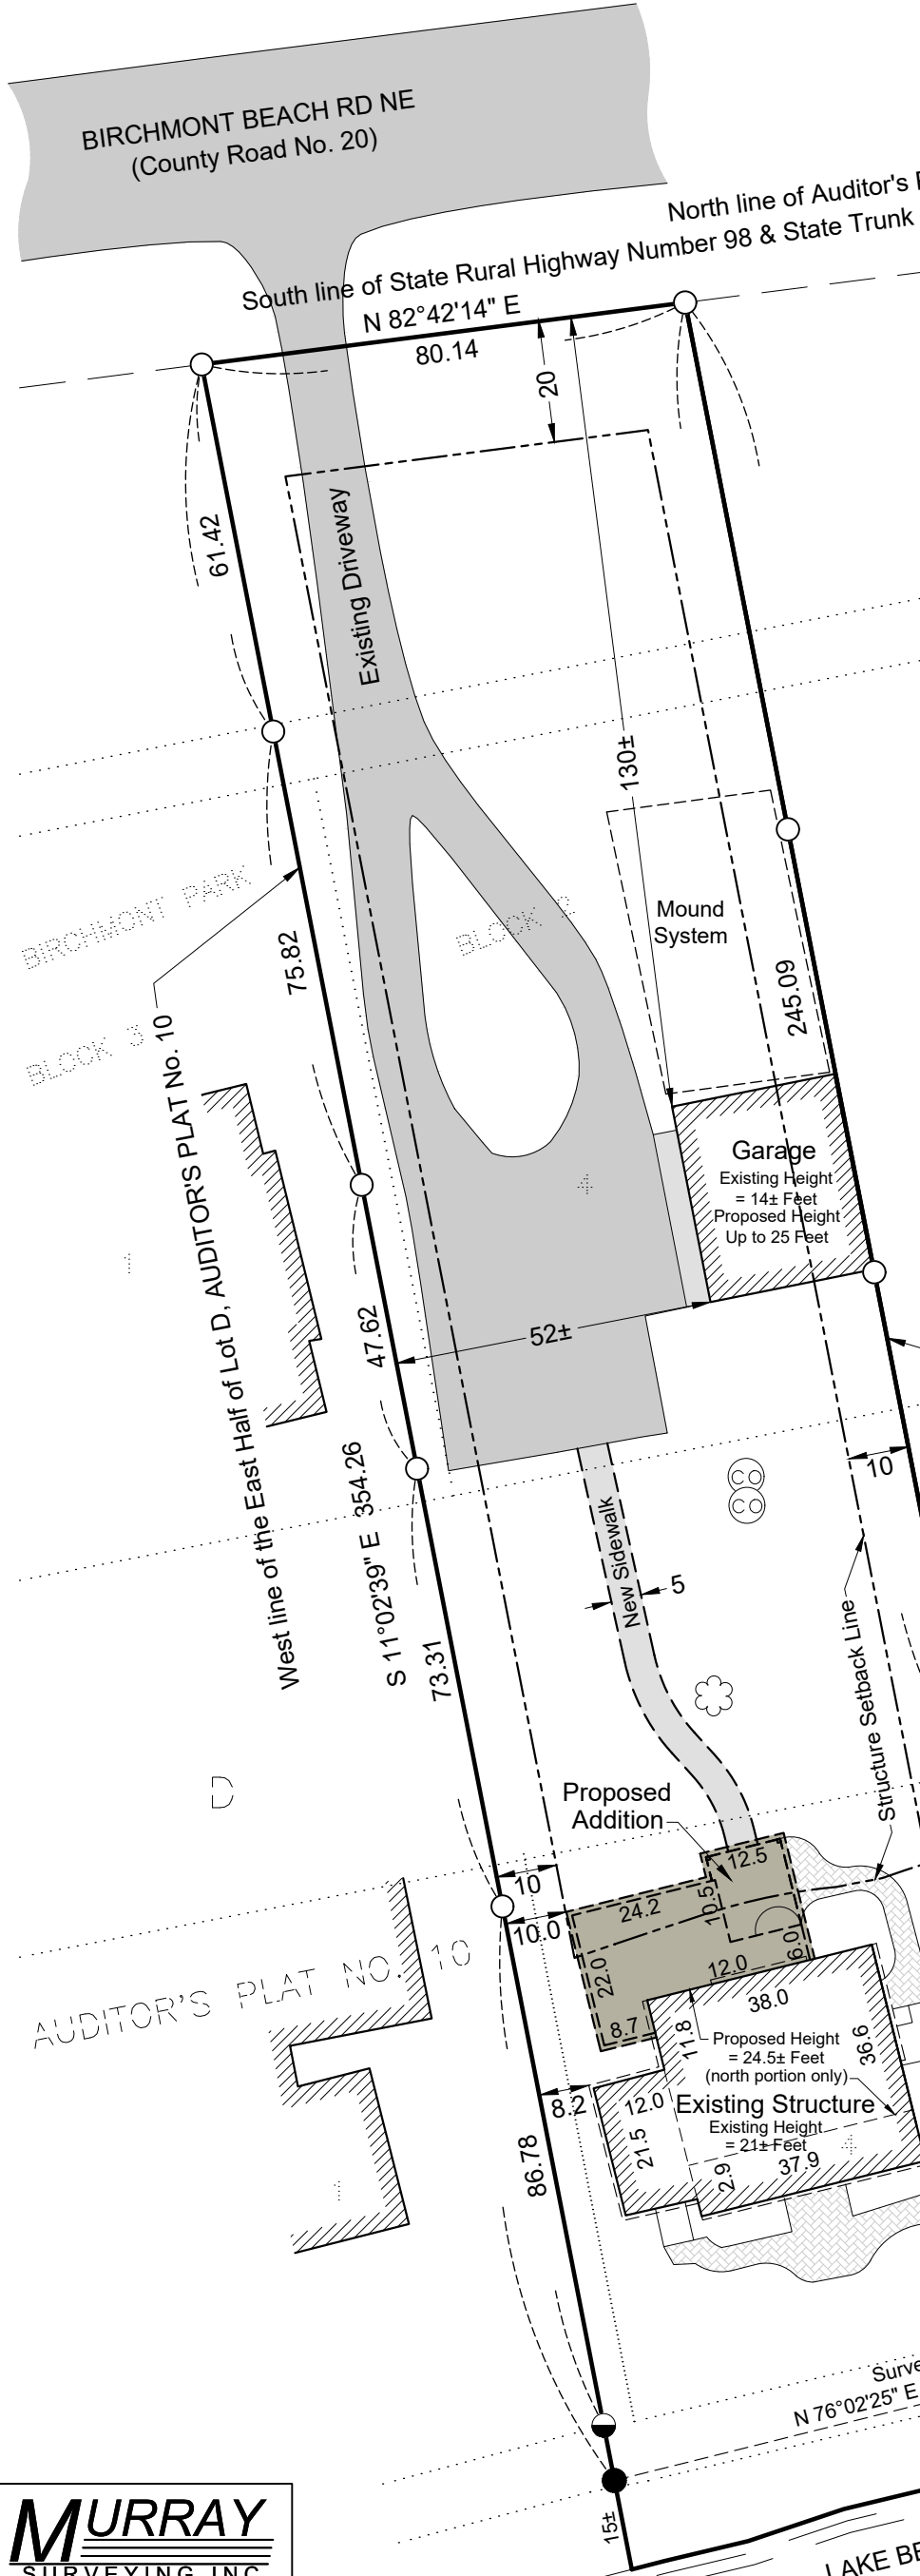 BIRCHMONT BEACH RD NE
(County Road No. 20)
North line of Auditor's
South line of State Rural Highway Number 98 & State Trunk
N 82°42'14" E
80.14
20
61.42
Existing Driveway
130±
BIRCHMONT PARK
BLOCK 2
Mound
System
75.82
245.09
BLOCK 3
West line of the East Half of Lot D, AUDITOR'S PLAT No. 10
Garage
Existing Height
= 14± Feet
Proposed Height
Up to 25 Feet
4
1
52±
47.62
10
CO
CO
S 11°02'39" E 354.26
New Sidewalk
5
73.31
Structure Setback Line
D
Proposed
Addition
12.5
10
10.5
24.2
10.0
6.0
AUDITOR'S PLAT NO. 10
22.0
12.0
38.0
8.7
11.8
Proposed Height
= 24.5± Feet
(north portion only)
36.6
8.2
12.0
Existing Structure
Existing Height
= 21± Feet
4
21.5
2.9
37.9
86.78
1
N 76°02'25" E
15±
MURRAY
SURVEYING INC
LAKE